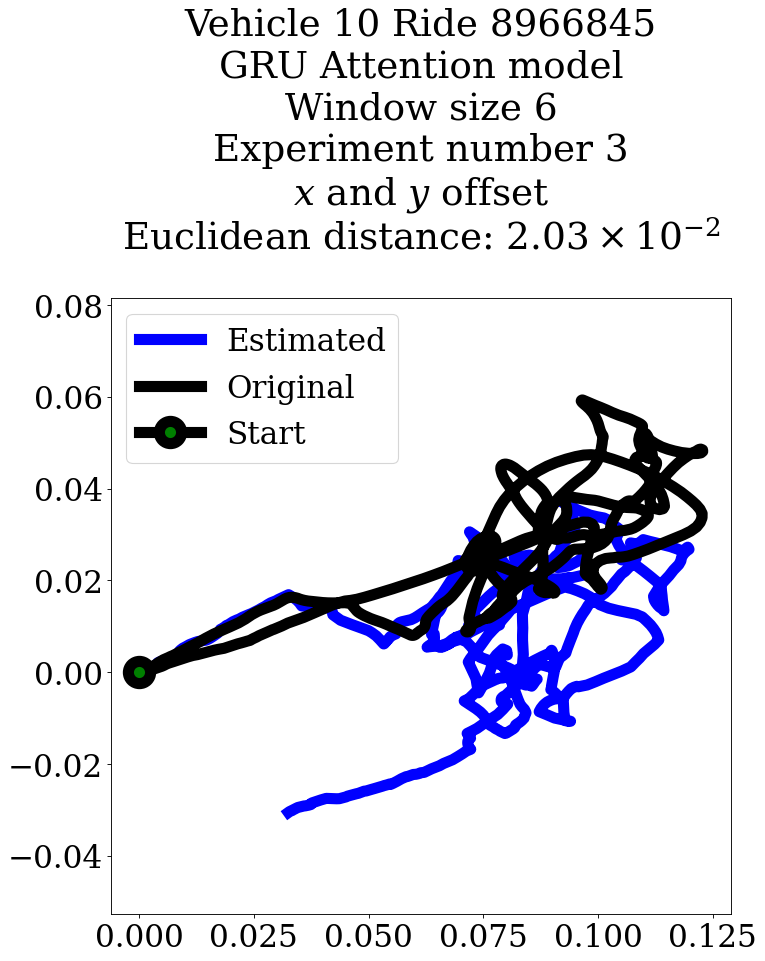 Vehicle 10 Ride 8966845
GRU Attention model
Window size 6
Experiment number 3
x and y offset
Euclidean distance: 2.03 × 10⁻²
0.08
0.06
0.04
0.02
0.00
−0.02
−0.04
Estimated
Original
Start
0.000 0.025 0.050 0.075 0.100 0.125